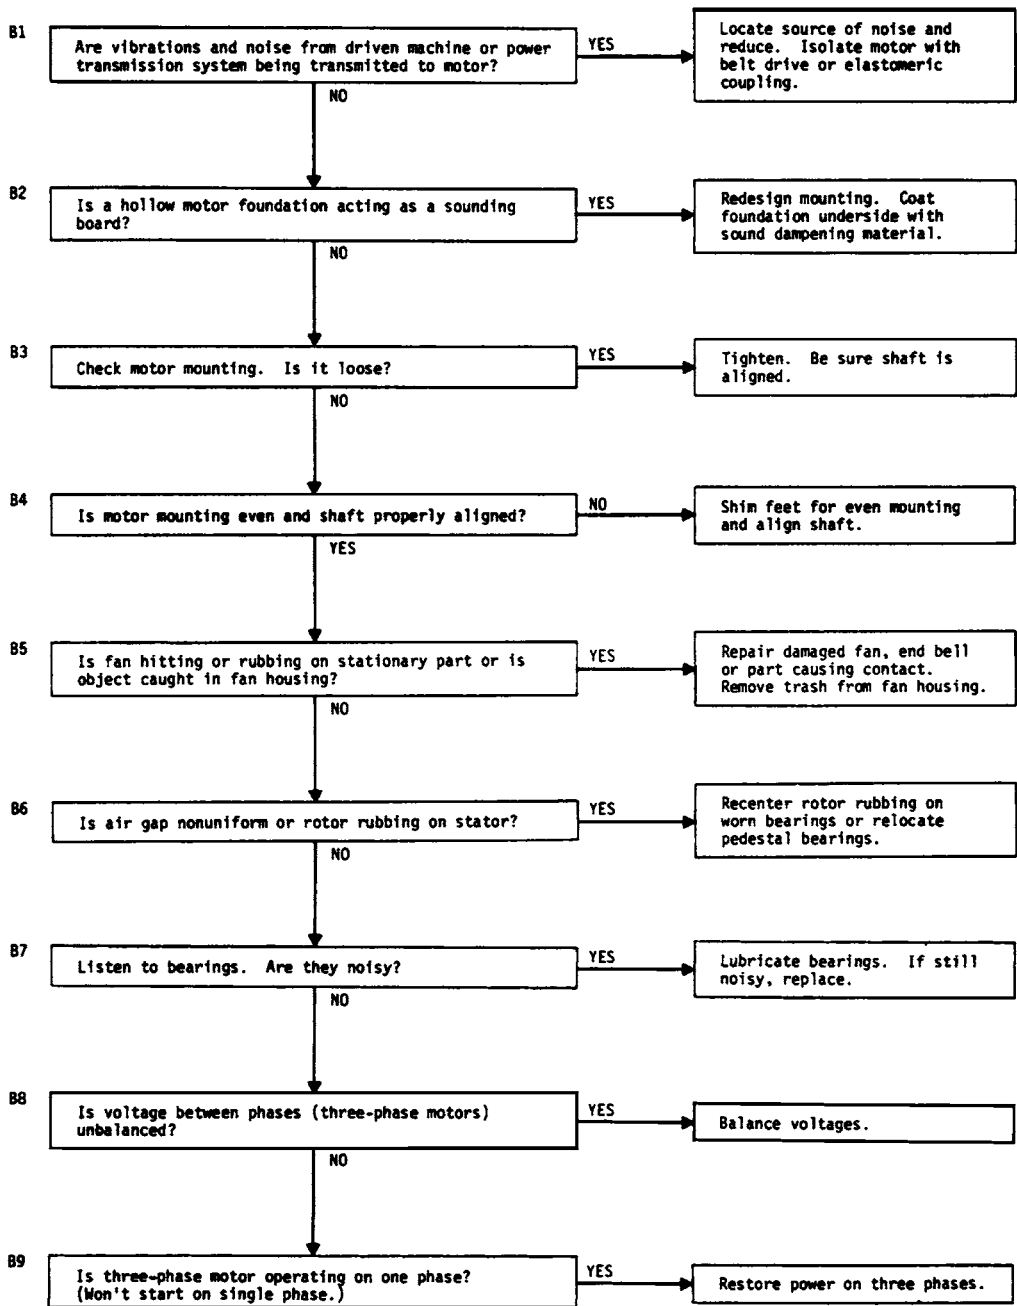 B1
Are vibrations and noise from driven machine or power
transmission system being transmitted to motor?
YES
Locate source of noise and
reduce. Isolate motor with
belt drive or elastomeric
coupling.
NO
B2
Is a hollow motor foundation acting as a sounding
board?
YES
Redesign mounting. Coat
foundation underside with
sound dampening material.
NO
B3
Check motor mounting. Is it loose?
YES
Tighten. Be sure shaft is
aligned.
NO
B4
Is motor mounting even and shaft properly aligned?
NO
Shim feet for even mounting
and align shaft.
YES
B5
Is fan hitting or rubbing on stationary part or is
object caught in fan housing?
YES
Repair damaged fan, end bell
or part causing contact.
Remove trash from fan housing.
NO
B6
Is air gap nonuniform or rotor rubbing on stator?
YES
Recenter rotor rubbing on
worn bearings or relocate
pedestal bearings.
NO
B7
Listen to bearings. Are they noisy?
YES
Lubricate bearings. If still
noisy, replace.
NO
B8
Is voltage between phases (three-phase motors)
unbalanced?
YES
Balance voltages.
NO
B9
Is three-phase motor operating on one phase?
(Won't start on single phase.)
YES
Restore power on three phases.